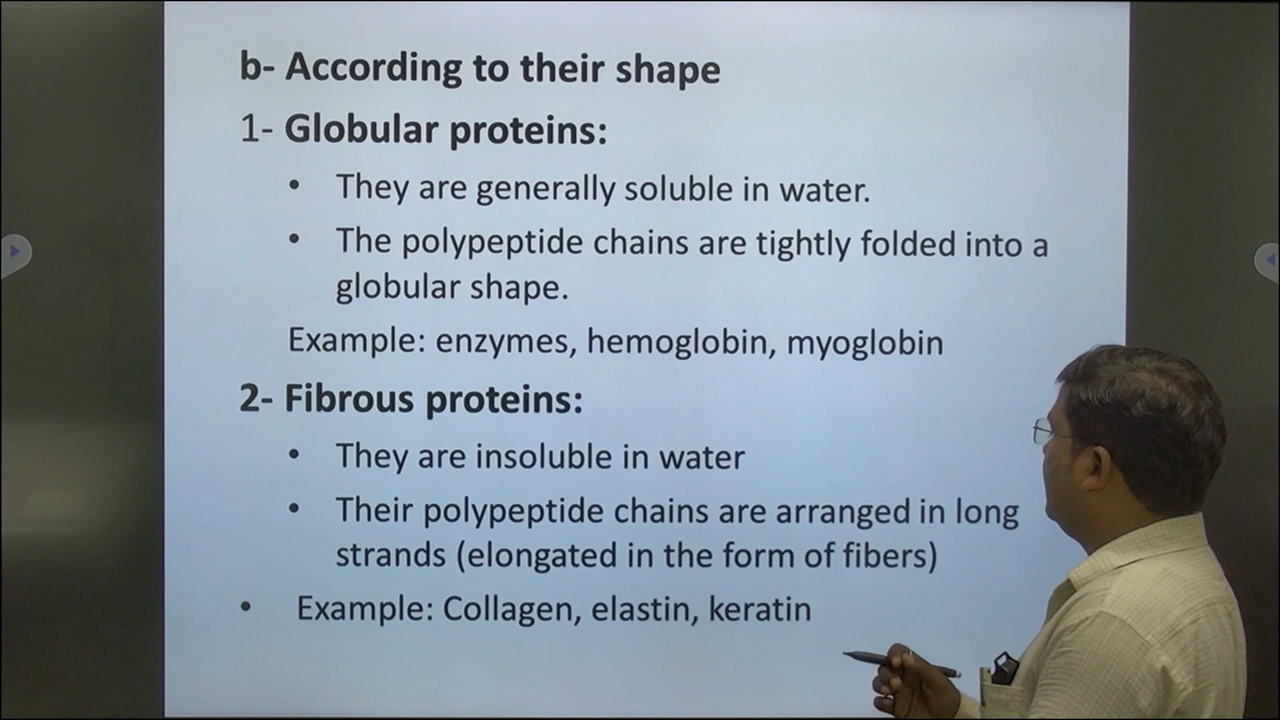 b- According to their shape
1- Globular proteins:
• They are generally soluble in water.
• The polypeptide chains are tightly folded into a
globular shape.
Example: enzymes, hemoglobin, myoglobin
2- Fibrous proteins:
• They are insoluble in water
• Their polypeptide chains are arranged in long
strands (elongated in the form of fibers)
• Example: Collagen, elastin, keratin